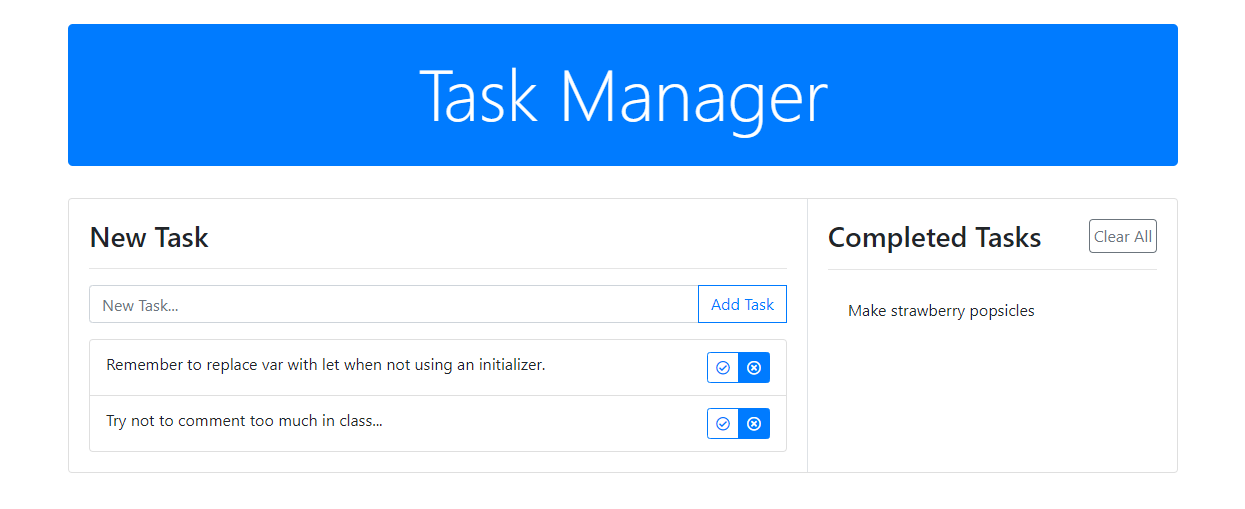 Task Manager
New Task
New Task...
Add Task
Remember to replace var with let when not using an initializer.
Try not to comment too much in class...
Completed Tasks
Clear All
Make strawberry popsicles